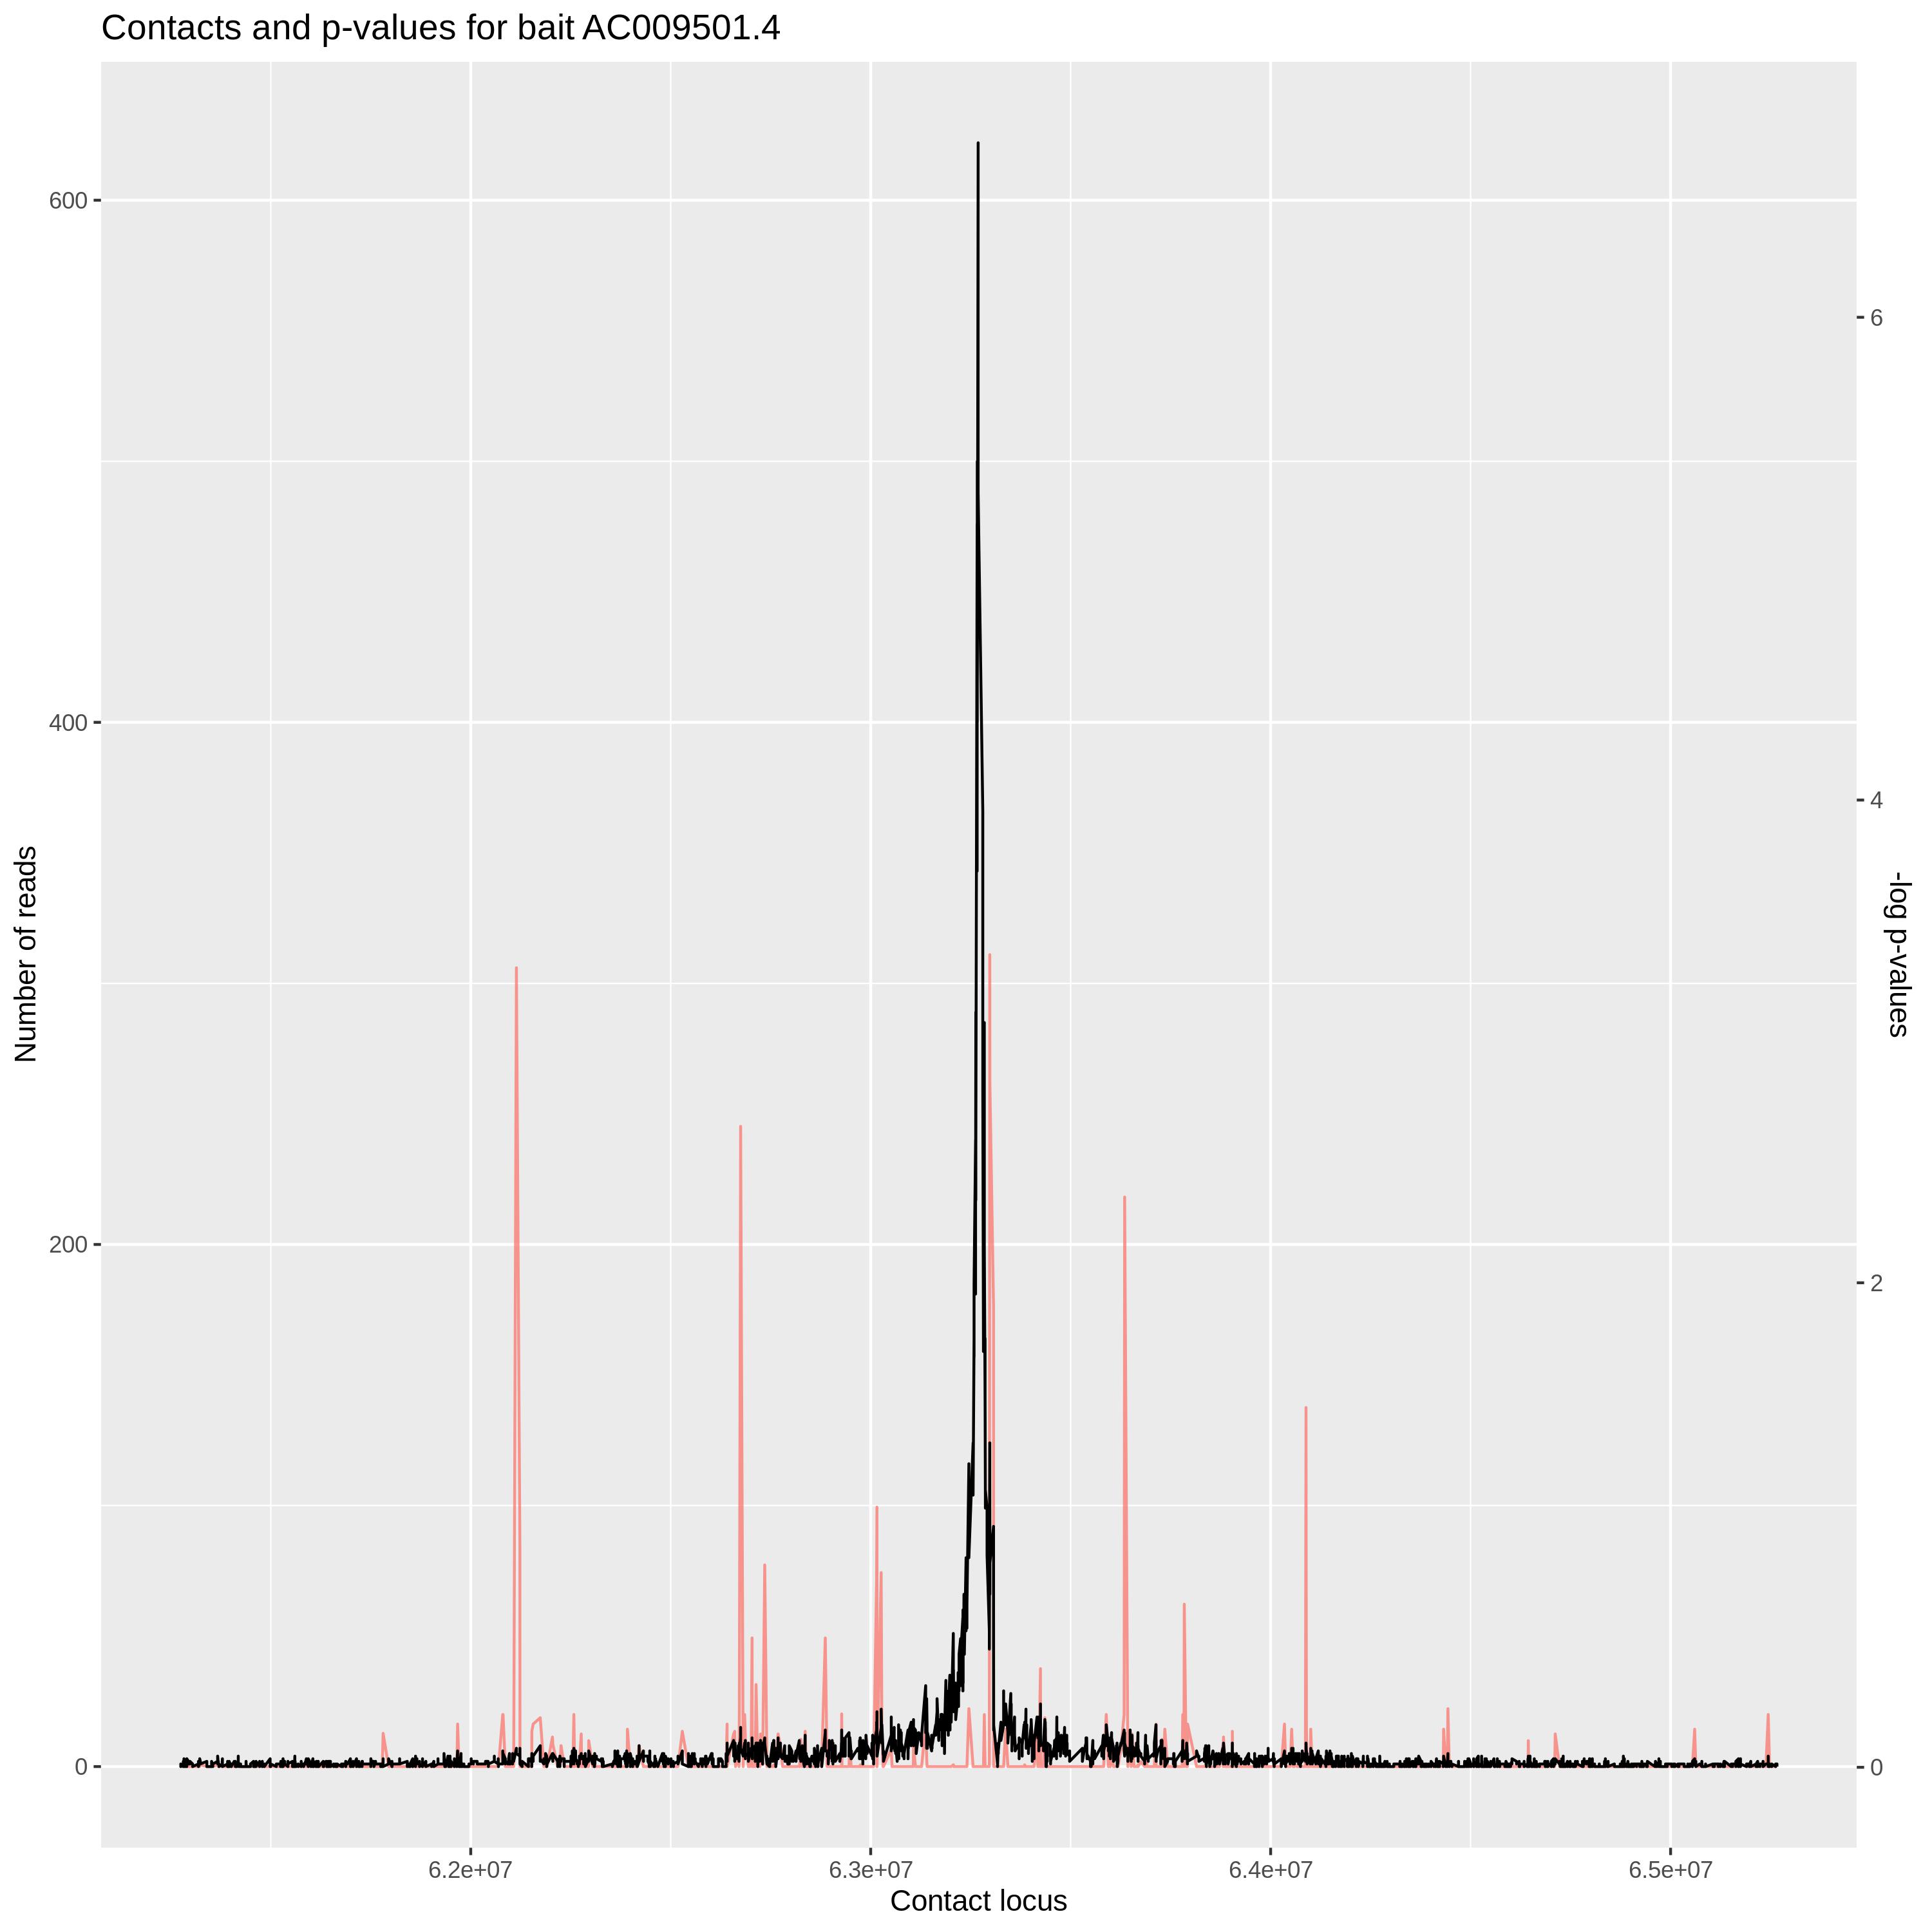 Contacts and p-values for bait AC009501.4
600
400
200
0
Number of reads
6
4
2
0
-log p-values
6.2e+07
6.3e+07
6.4e+07
6.5e+07
Contact locus